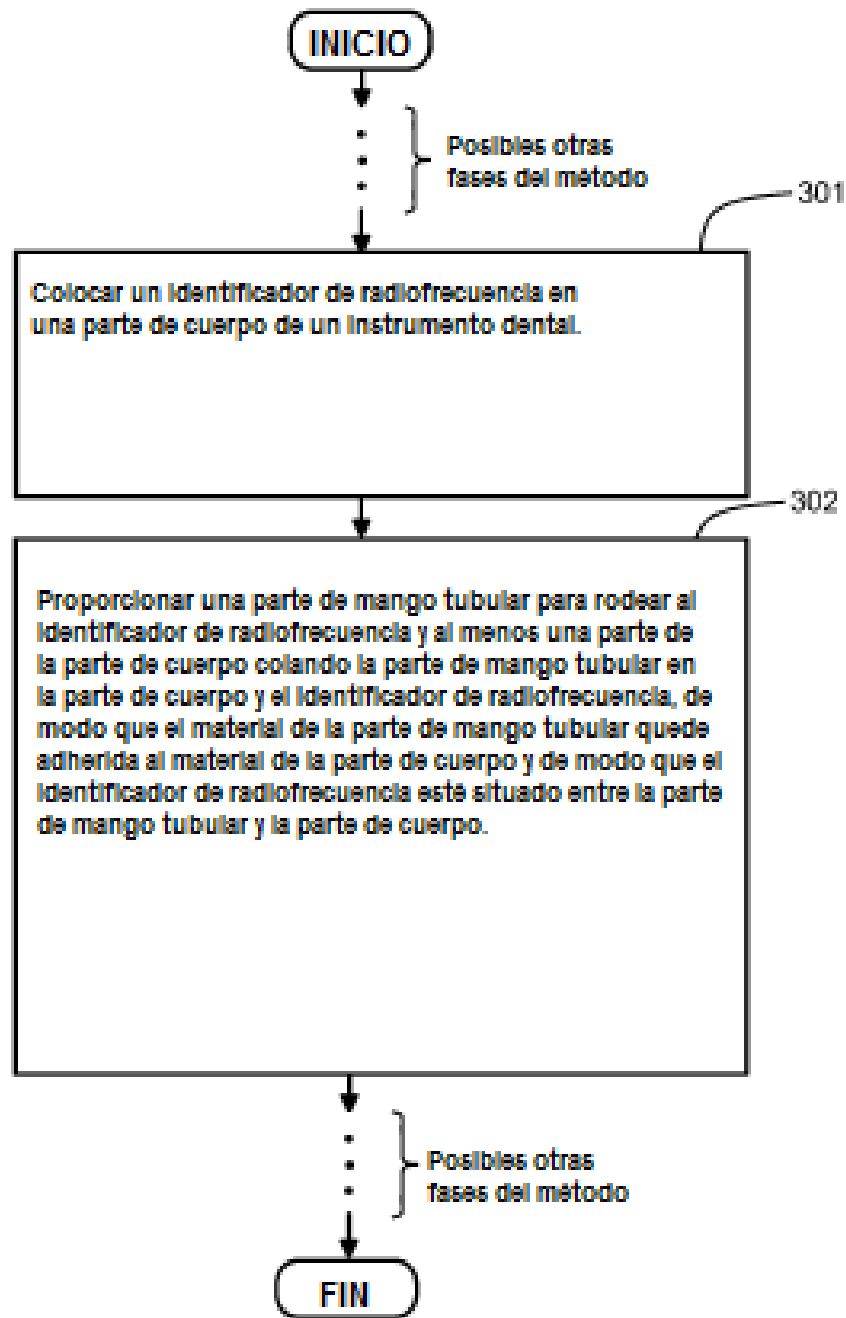 INICIO
Posibles otras
fases del método
301
Colocar un identificador de radiofrecuencia en
una parte de cuerpo de un instrumento dental.
302
Proporcionar una parte de mango tubular para rodear al
identificador de radiofrecuencia y al menos una parte de
la parte de cuerpo colando la parte de mango tubular en
la parte de cuerpo y el identificador de radiofrecuencia, de
modo que el material de la parte de mango tubular quede
adherida al material de la parte de cuerpo y de modo que el
identificador de radiofrecuencia esté situado entre la parte
de mango tubular y la parte de cuerpo.
Posibles otras
fases del método
FIN